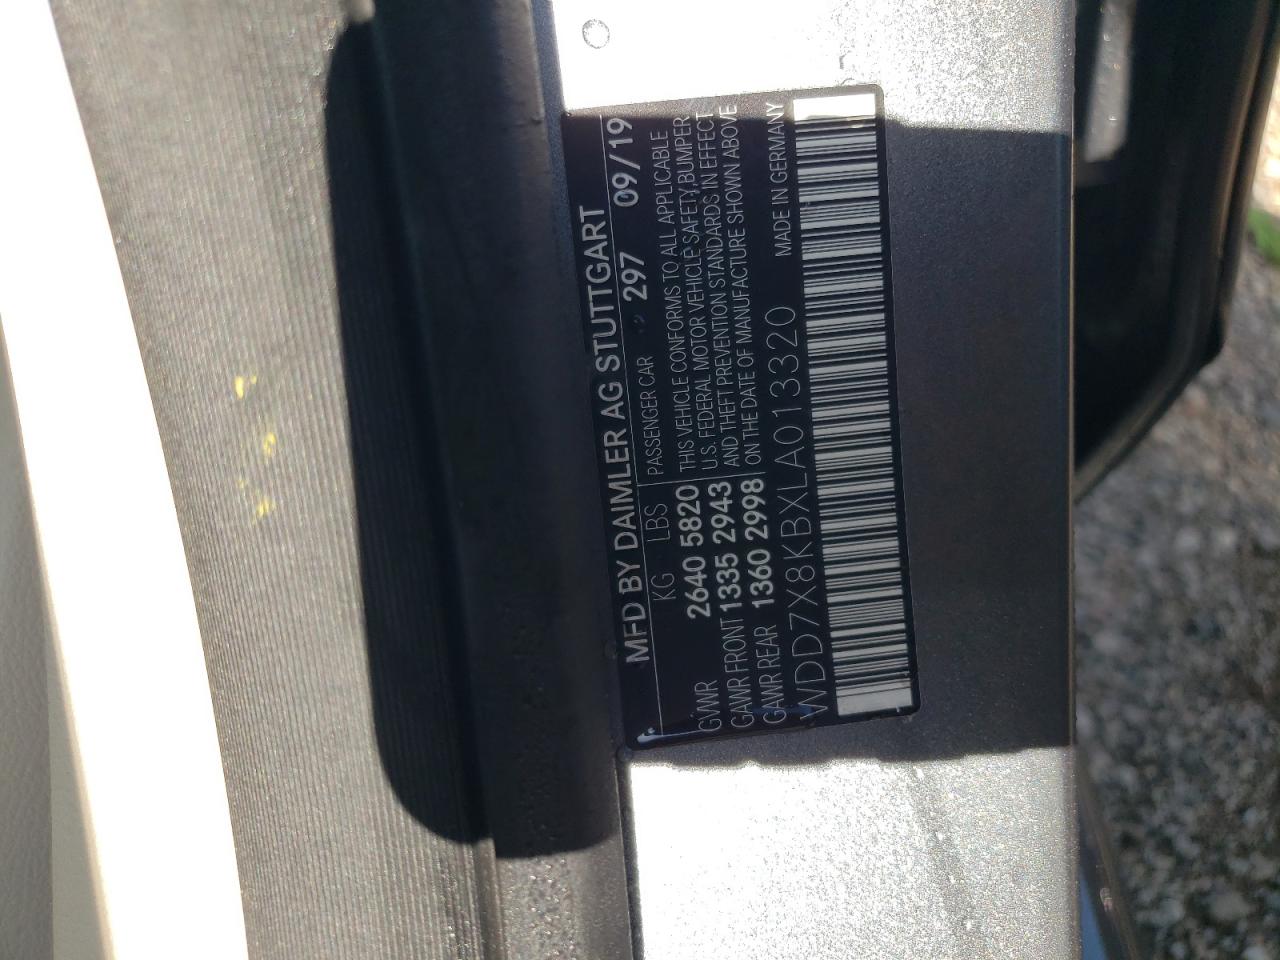 MFD BY DAIMLER AG STUTTGART
KG LBS PASSENGER CAR 297 09/19
GVWR 2640 5820 THIS VEHICLE CONFORMS TO ALL APPLICABLE
GAWR FRONT 1335 2943 U.S. FEDERAL MOTOR VEHICLE SAFETY,BUMPER
GAWR REAR 1360 2998 AND THEFT PREVENTION STANDARDS IN EFFECT
ON THE DATE OF MANUFACTURE SHOWN ABOVE
WDD7X8KBXLA013320 MADE IN GERMANY